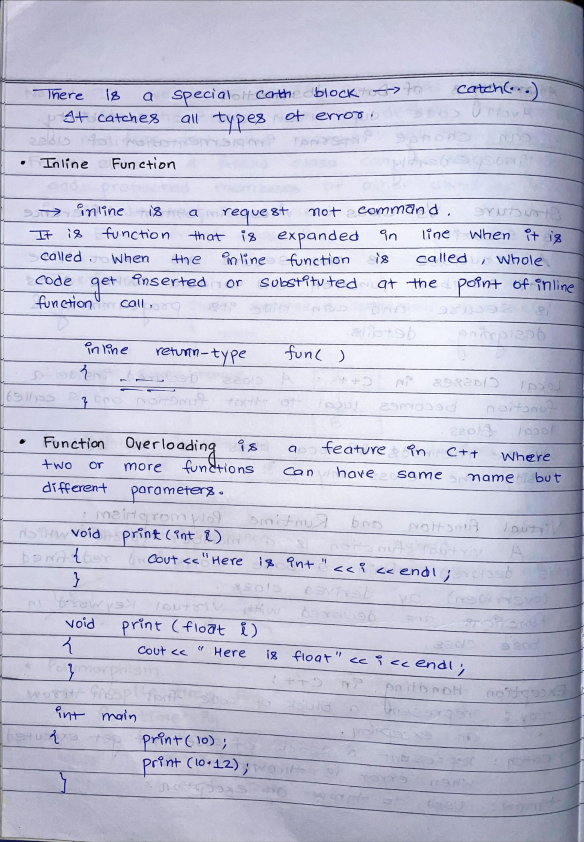 There is a special cath block → catch(...)
It catches all types of error.
• Inline Function
→ inline is a request not command.
It is function that is expanded in line when it is
called. When the inline function is called, whole
code get inserted or substituted at the point of inline
function call.
inline return-type fun( )
{
}
• Function Overloading is a feature in C++ where
two or more functions can have same name but
different parameters.
void print(int i)
{ cout <<"Here is int" << i << endl ;
}
void print (float i)
{ cout << " Here is float" << i << endl ;
}
int main
{ print(10) ;
print (10.12) ;
}